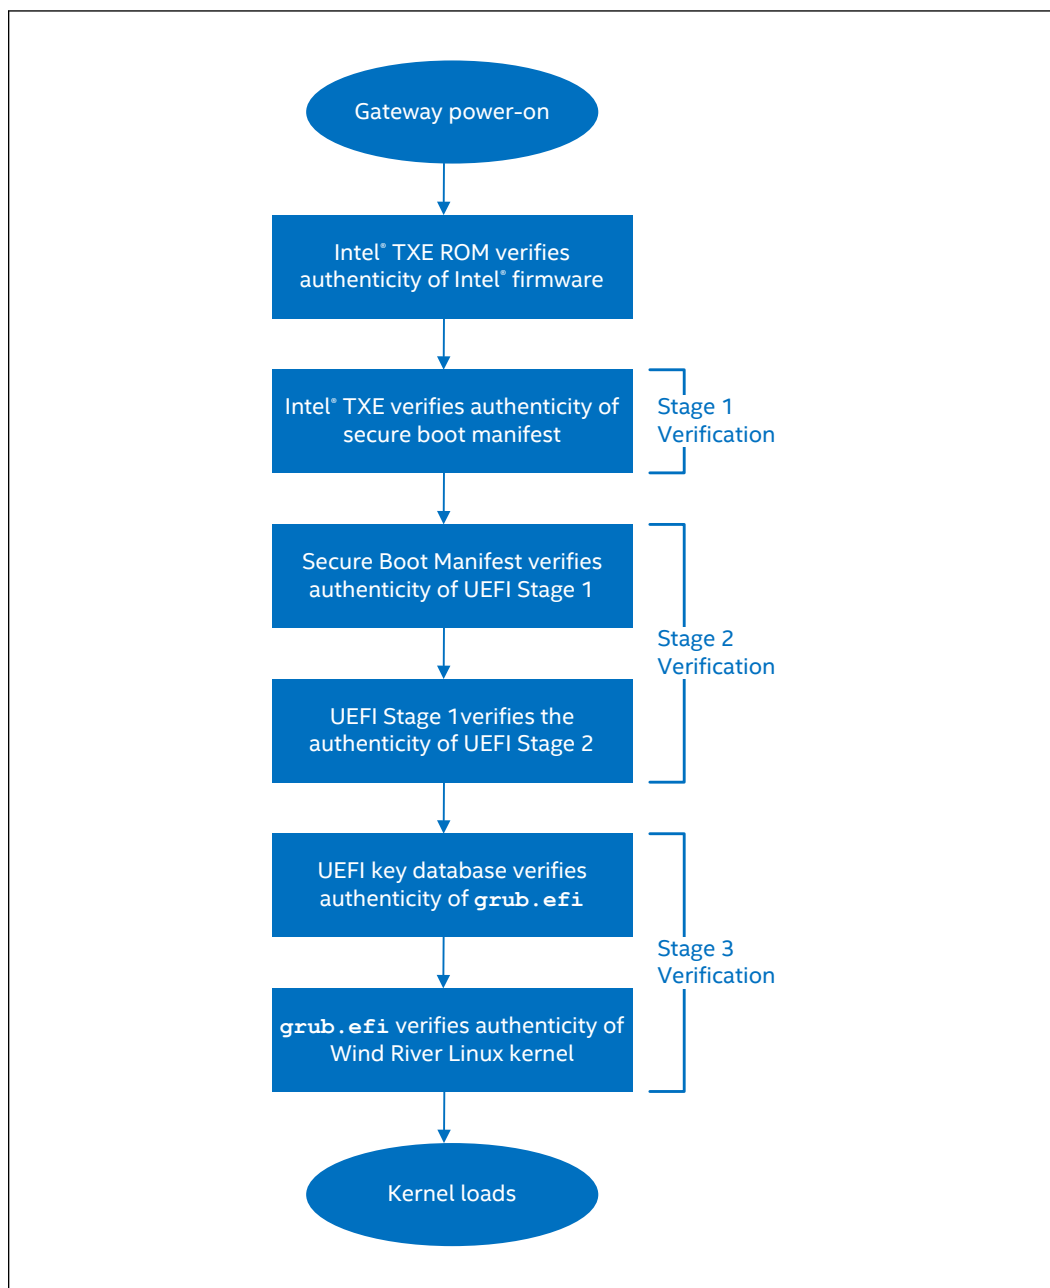 Gateway power-on
Intel® TXE ROM verifies
authenticity of Intel® firmware
Intel® TXE verifies authenticity of
secure boot manifest
Stage 1
Verification
Secure Boot Manifest verifies
authenticity of UEFI Stage 1
Stage 2
Verification
UEFI Stage 1verifies the
authenticity of UEFI Stage 2
UEFI key database verifies
authenticity of grub.efi
Stage 3
Verification
grub.efi verifies authenticity of
Wind River Linux kernel
Kernel loads